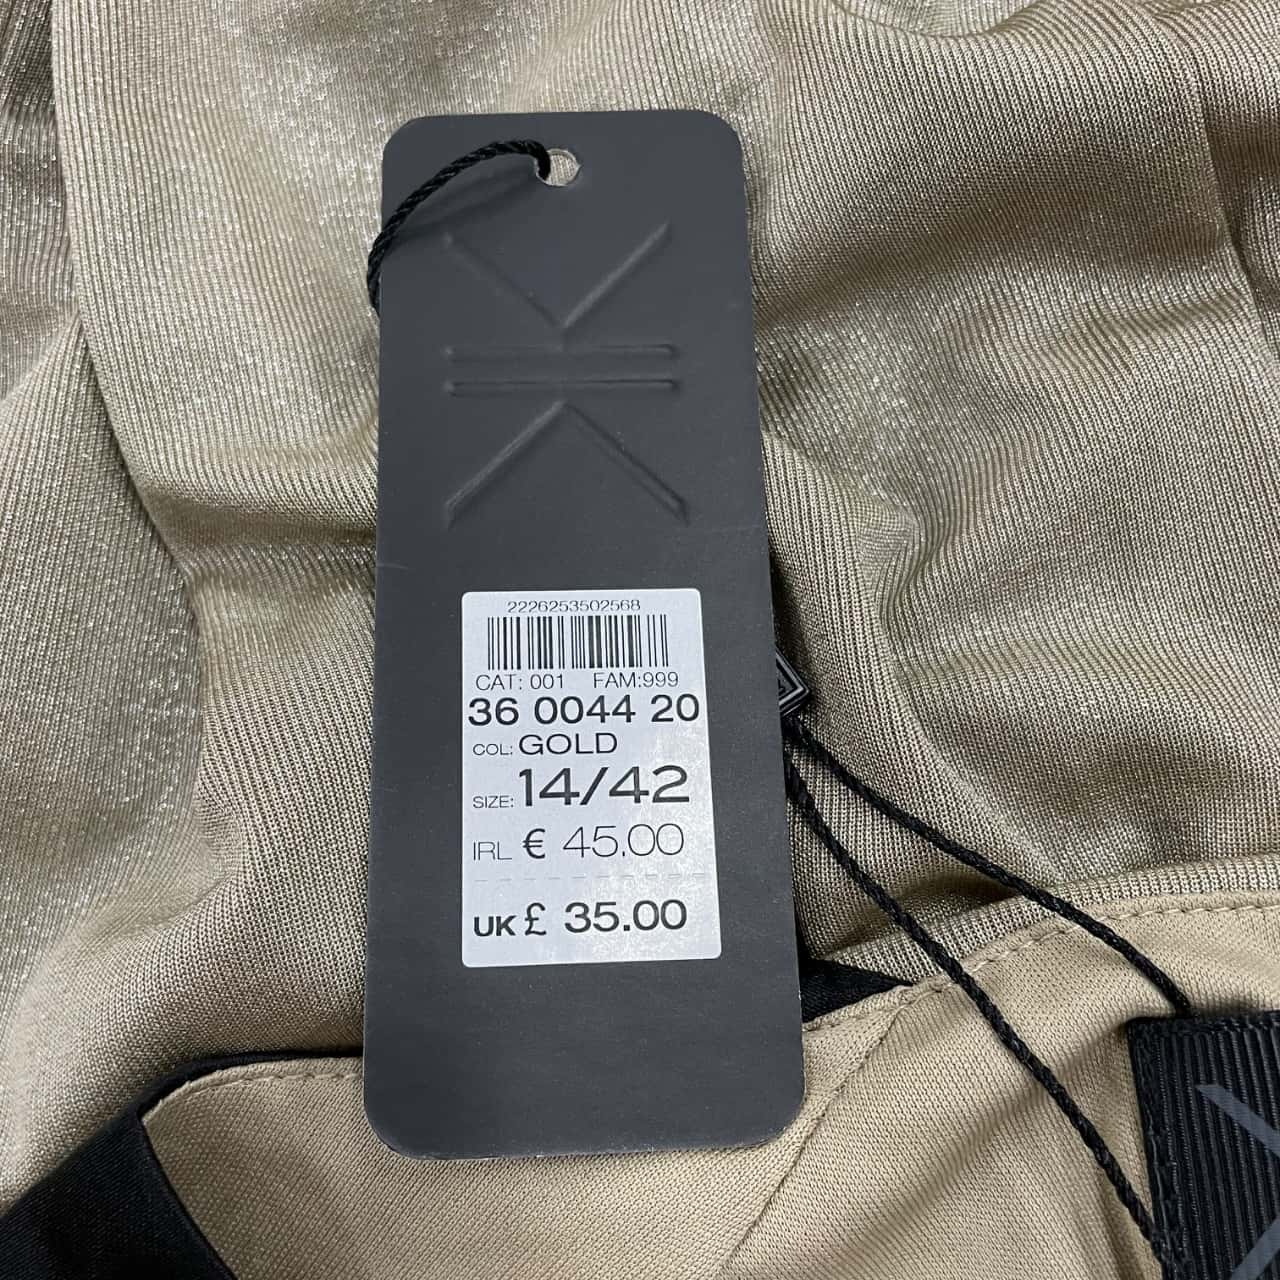 2226253502568
CAT: 001 FAM:999
36 0044 20
COL: GOLD
SIZE: 14/42
IRL € 45.00
UK £ 35.00